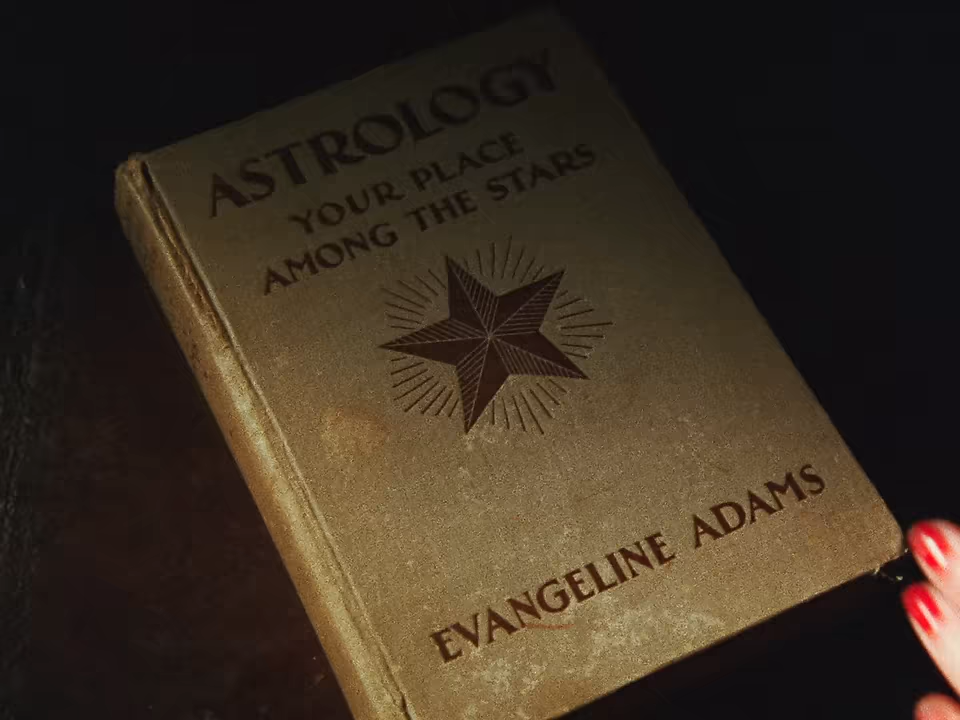 ASTROLOGY
YOUR PLACE
AMONG THE STARS
EVANGELINE ADAMS